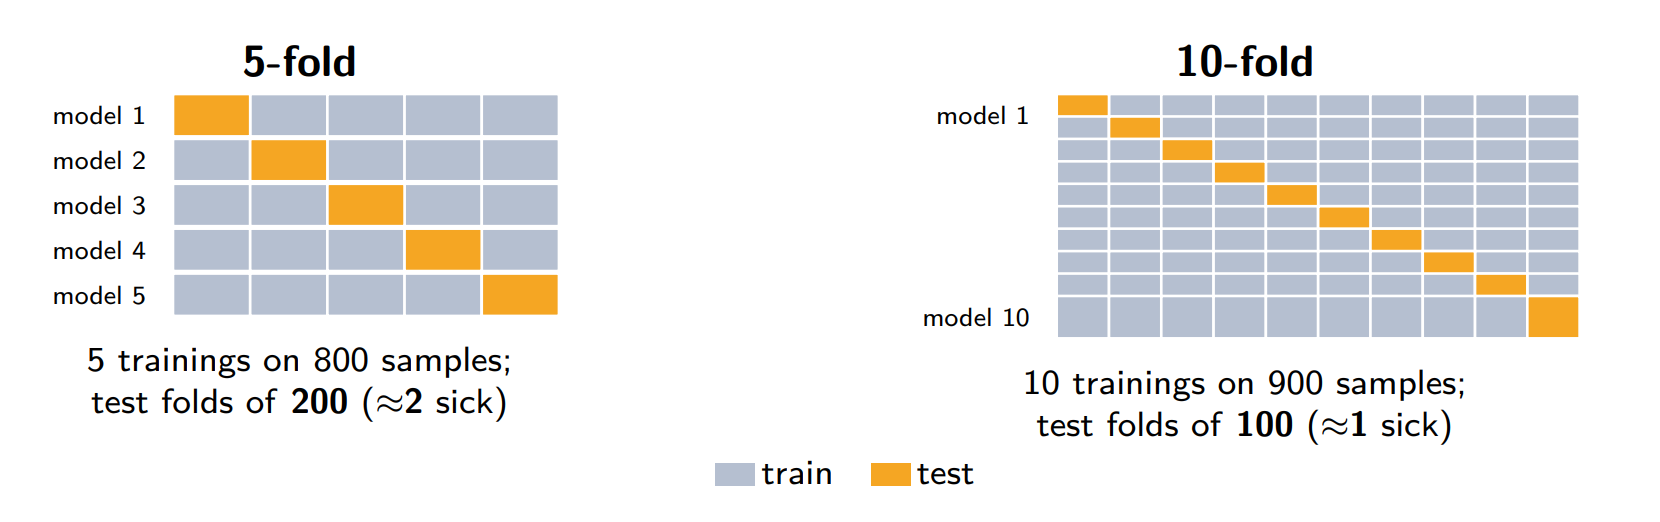 5-fold
model 1
model 2
model 3
model 4
model 5
5 trainings on 800 samples;
test folds of 200 (≈2 sick)
10-fold
model 1
model 10
10 trainings on 900 samples;
test folds of 100 (≈1 sick)
train test